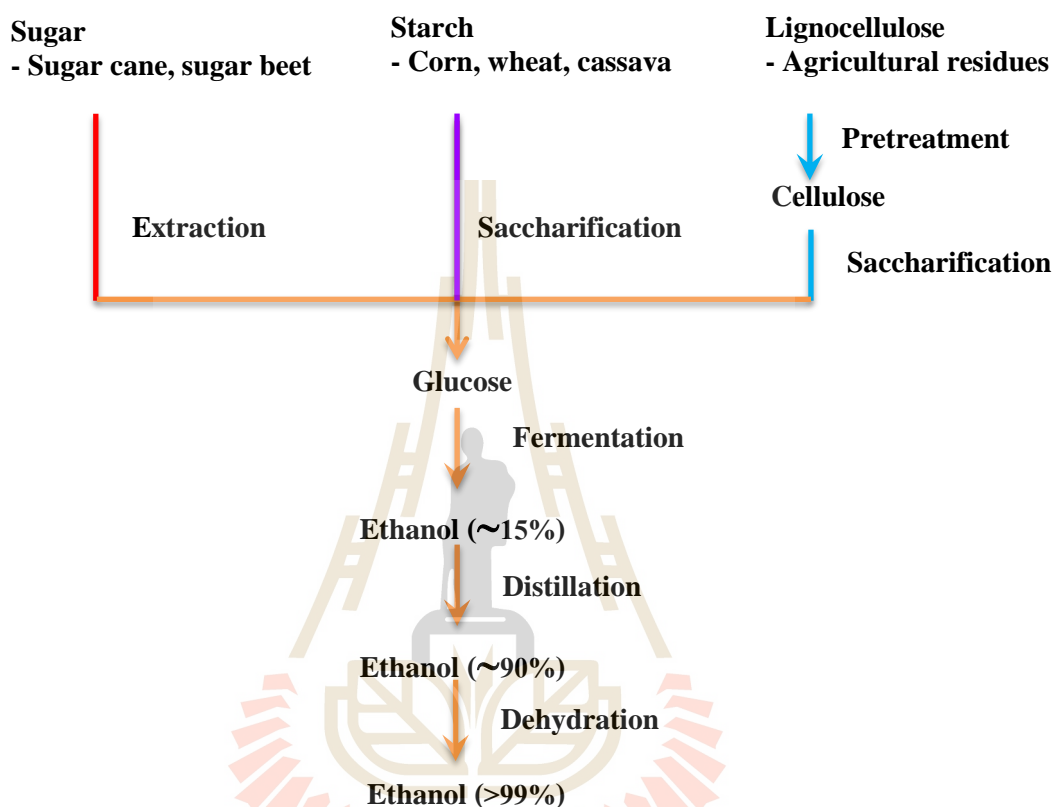 Sugar
- Sugar cane, sugar beet
Starch
- Corn, wheat, cassava
Lignocellulose
- Agricultural residues
Pretreatment
Cellulose
Extraction
Saccharification
Saccharification
Glucose
Fermentation
Ethanol (~15%)
Distillation
Ethanol (~90%)
Dehydration
Ethanol (>99%)